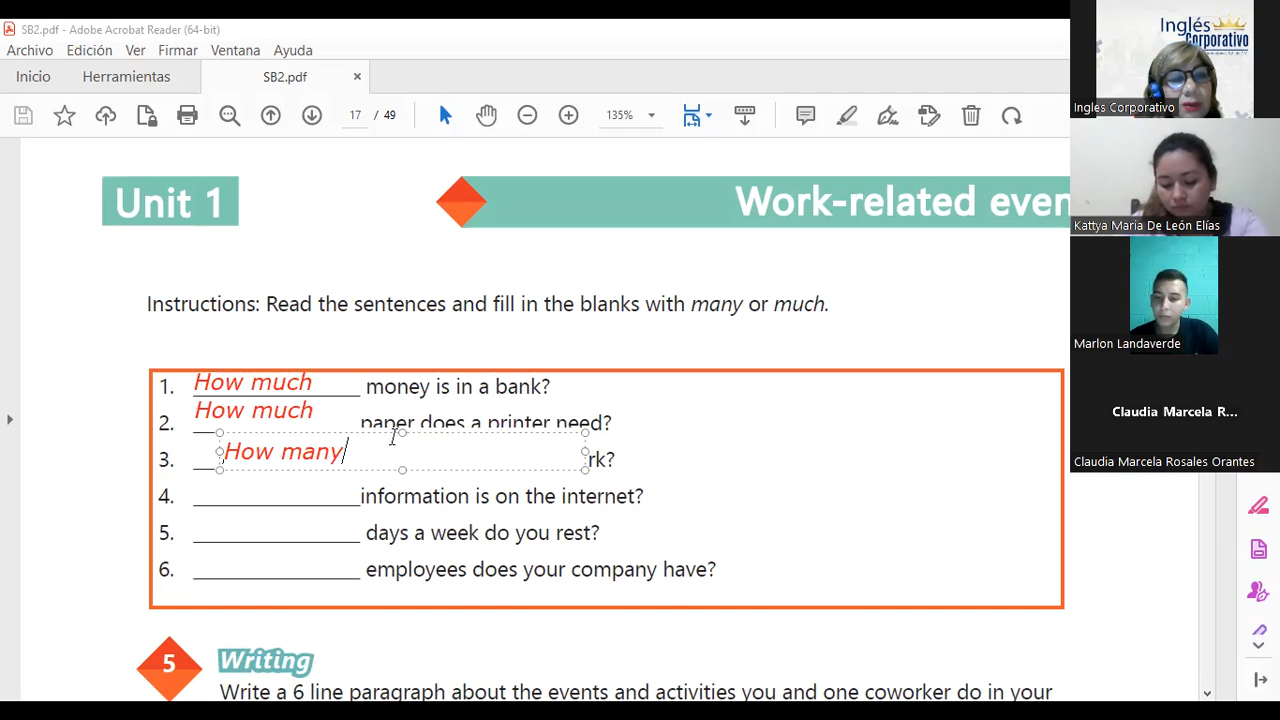 SB2.pdf - Adobe Acrobat Reader (64-bit)
Archivo Edición Ver Firmar Ventana Ayuda
Inicio Herramientas SB2.pdf ×
17 / 49 135%
Unit 1
Work-related even
Instructions: Read the sentences and fill in the blanks with many or much.
1. How much money is in a bank?
2. How much paper does a printer need?
3. How many rk?
4. information is on the internet?
5. days a week do you rest?
6. employees does your company have?
5 Writing
Write a 6 line paragraph about the events and activities you and one coworker do in your
Inglés
Corporativo
Ingles Corporativo
Kattya Maria De León Elías
Marlon Landaverde
Claudia Marcela R...
Claudia Marcela Rosales Orantes